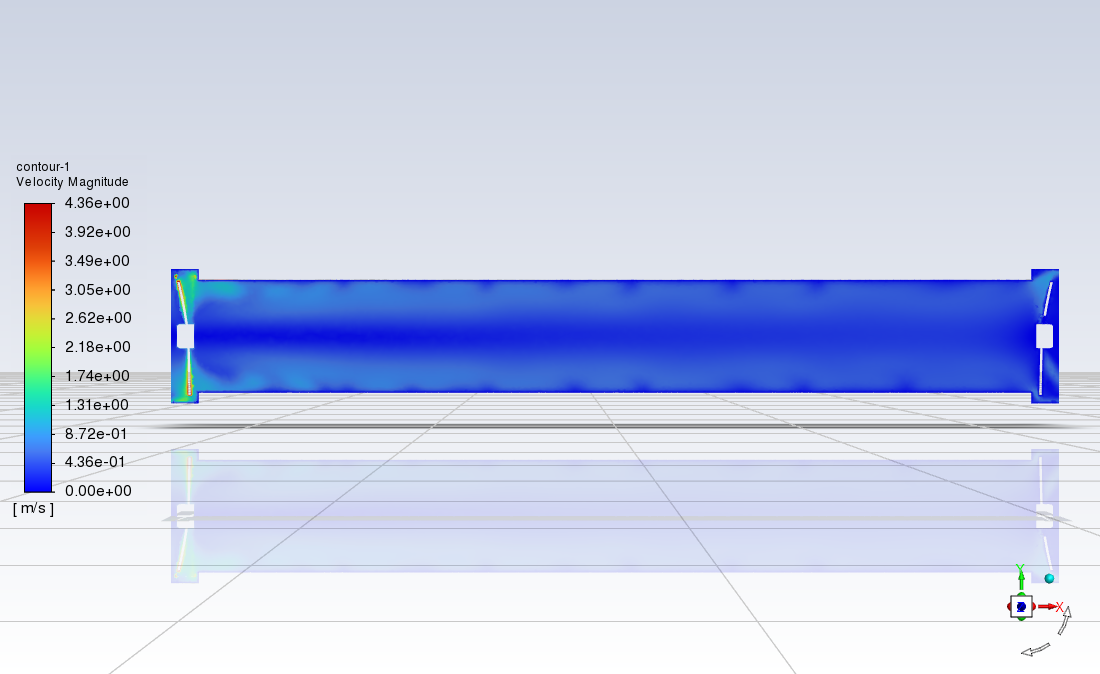 contour-1
Velocity Magnitude
4.36e+00
3.92e+00
3.49e+00
3.05e+00
2.62e+00
2.18e+00
1.74e+00
1.31e+00
8.72e-01
4.36e-01
0.00e+00
[ m/s ]
Y
X